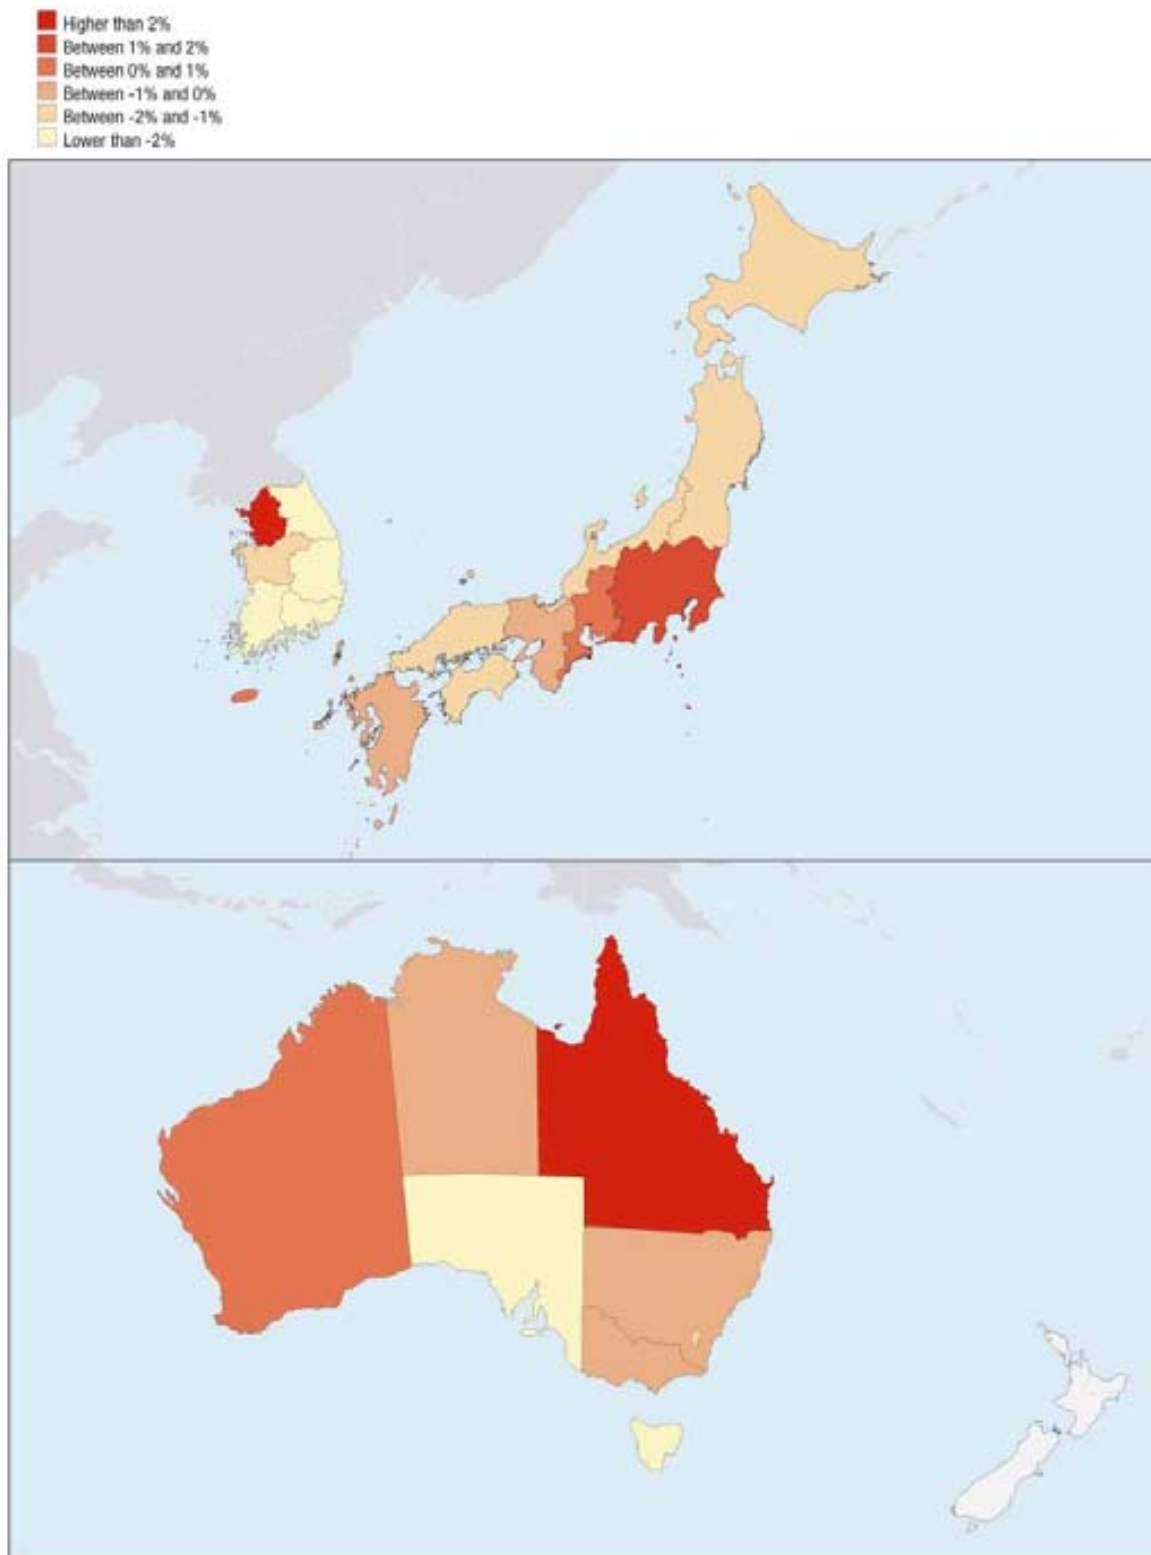 Higher than 2%
Between 1% and 2%
Between 0% and 1%
Between -1% and 0%
Between -2% and -1%
Lower than -2%